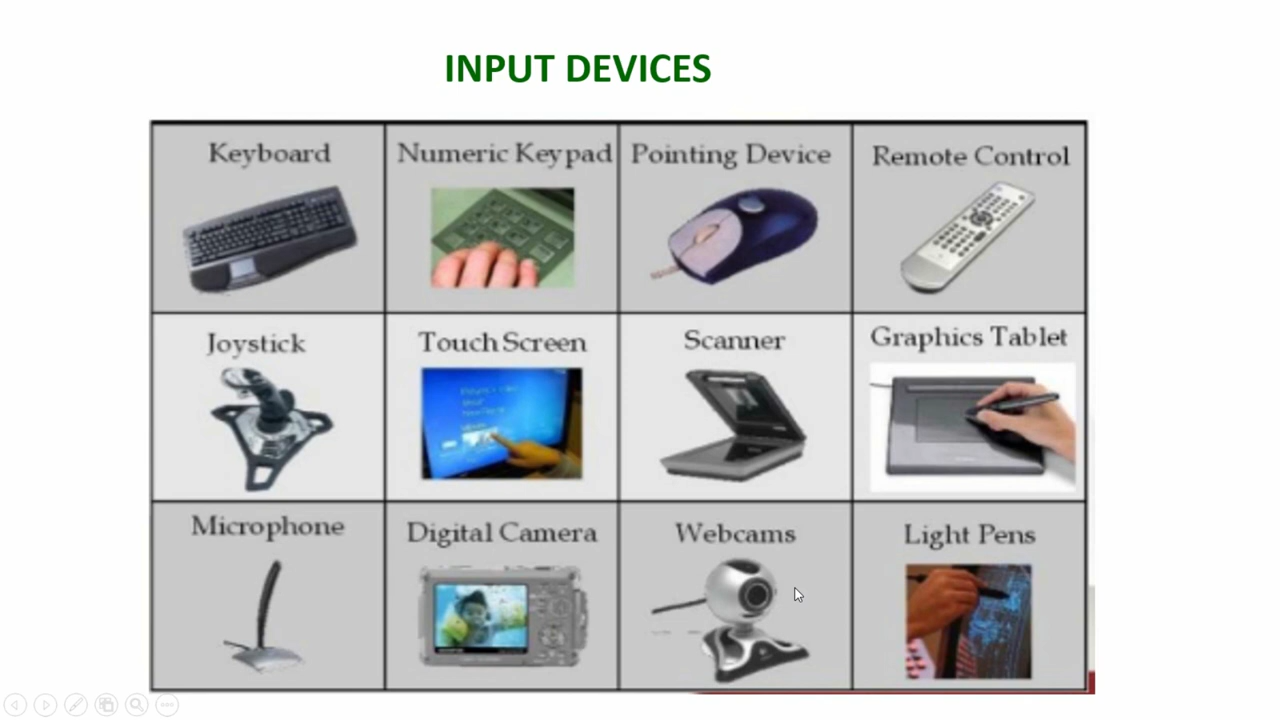 INPUT DEVICES
Keyboard
Numeric Keypad
Pointing Device
Remote Control
Joystick
Touch Screen
Scanner
Graphics Tablet
Microphone
Digital Camera
Webcams
Light Pens